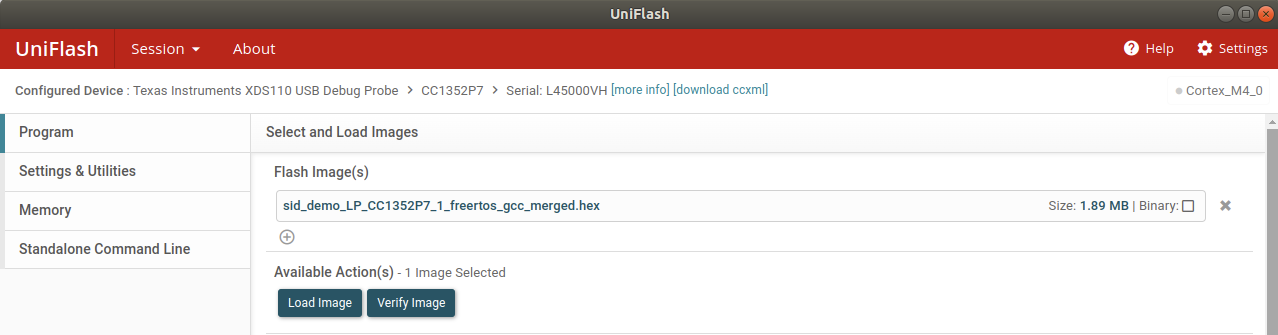 UniFlash
UniFlash Session About Help Settings
Configured Device : Texas Instruments XDS110 USB Debug Probe > CC1352P7 > Serial: L45000VH [more info] [download ccxml] Cortex_M4_0
Program
Select and Load Images
Settings & Utilities
Memory
Standalone Command Line
Flash Image(s)
sid_demo_LP_CC1352P7_1_freertos_gcc_merged.hex Size: 1.89 MB | Binary:
Available Action(s) - 1 Image Selected
Load Image Verify Image